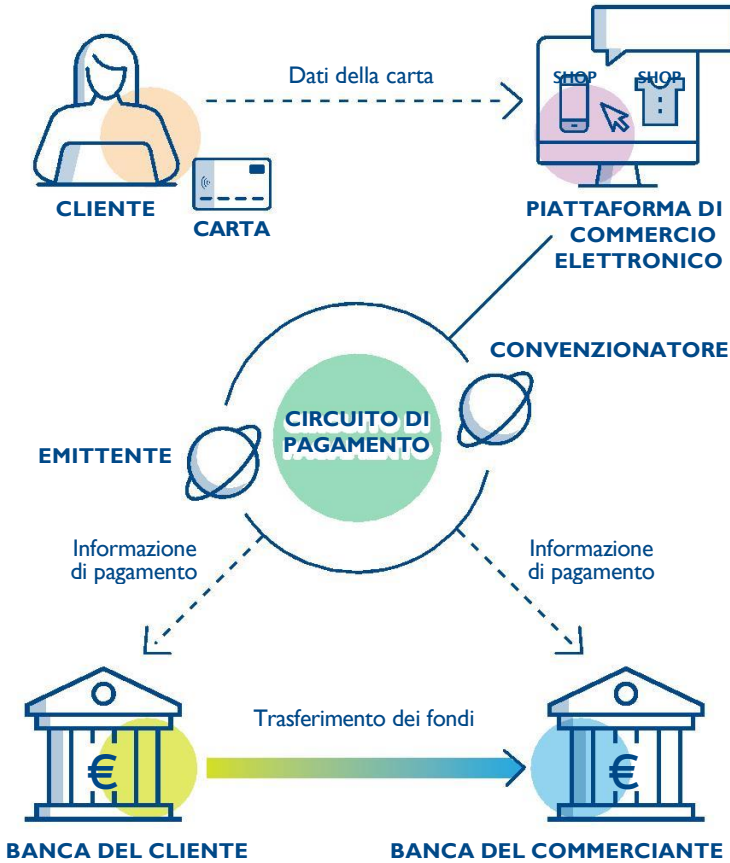 Dati della carta
SHOP SHOP
CLIENTE
CARTA
PIATTAFORMA DI
COMMERCIO
ELETTRONICO
CONVENZIONATORE
CIRCUITO DI
PAGAMENTO
EMITTENTE
Informazione
di pagamento
Informazione
di pagamento
Trasferimento dei fondi
€
€
BANCA DEL CLIENTE
BANCA DEL COMMERCIANTE